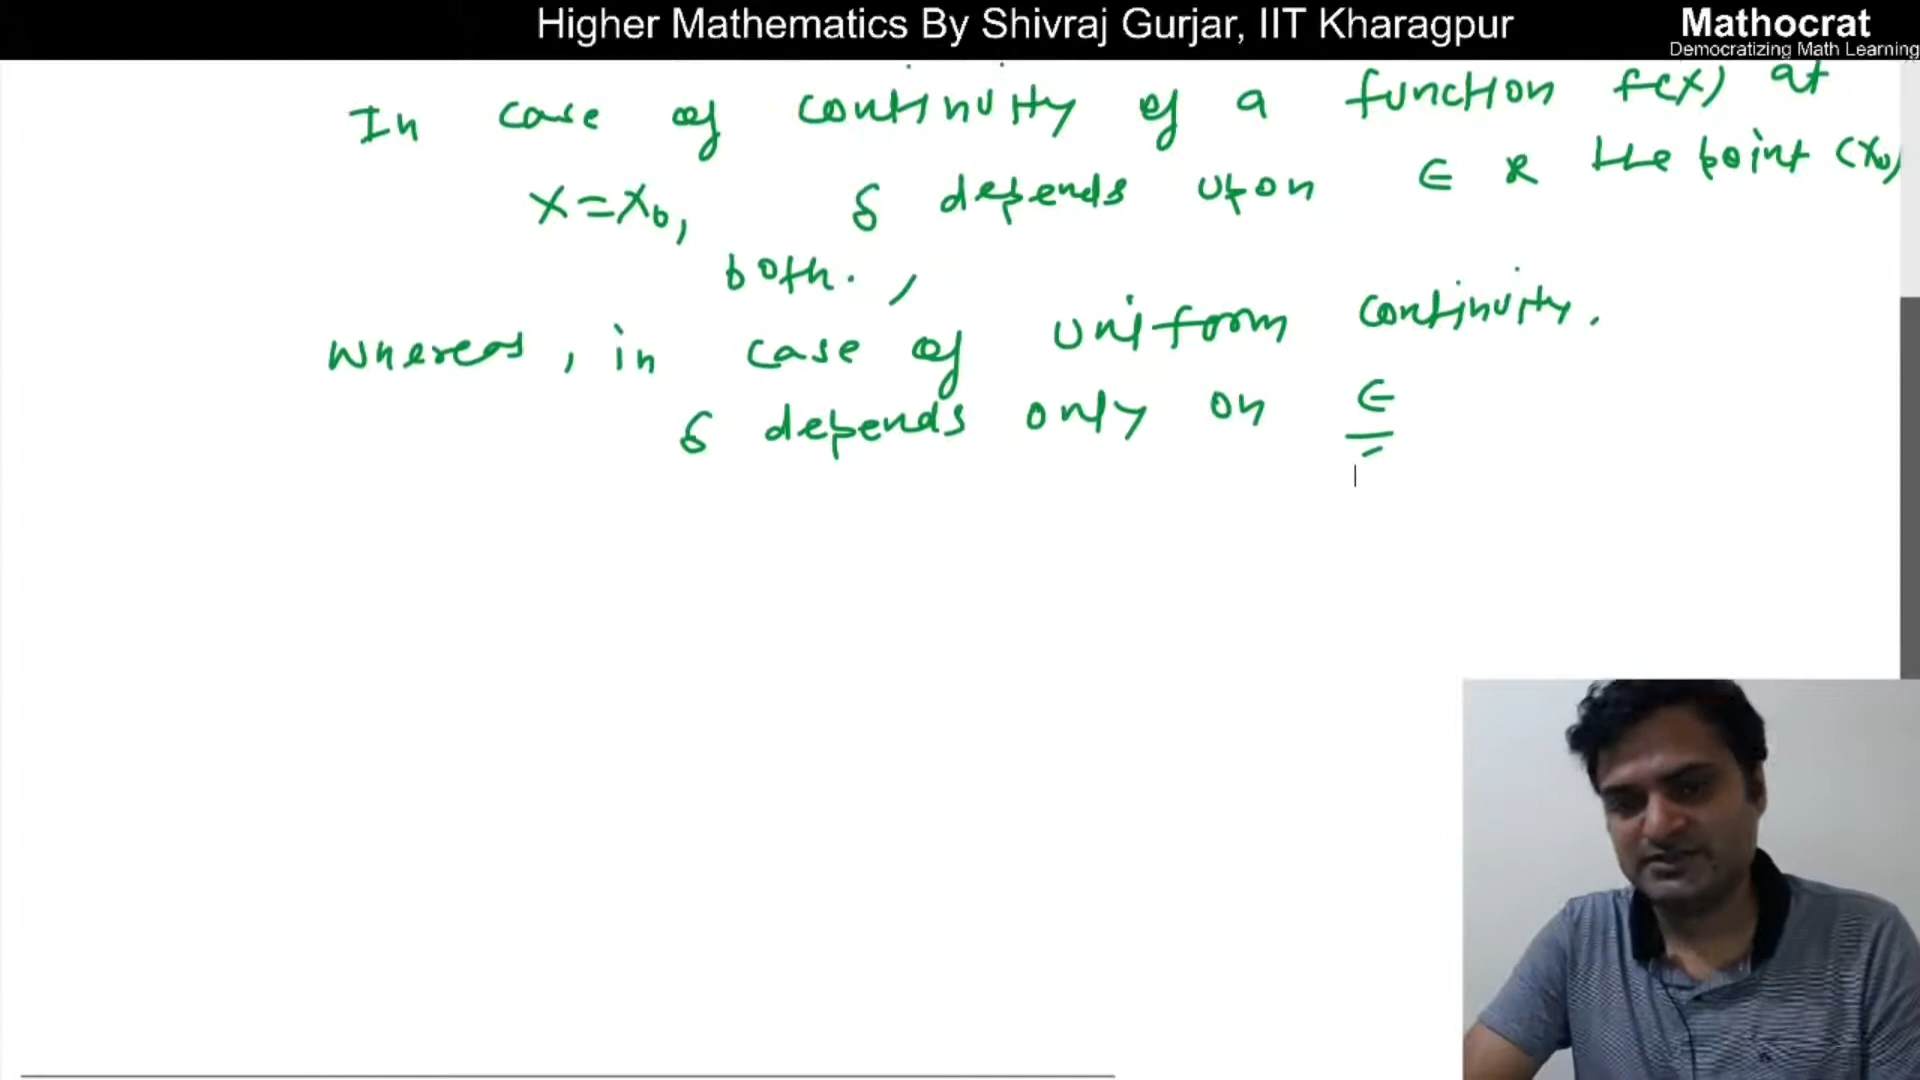 Higher Mathematics By Shivraj Gurjar, IIT Kharagpur
Mathocrat
Democratizing Math Learning
In case of continuity of a function f(x) at
x=x₀, δ depends upon ∈ & the point (x₀)
both.,
whereas, in case of uniform continuity.
δ depends only on ∈